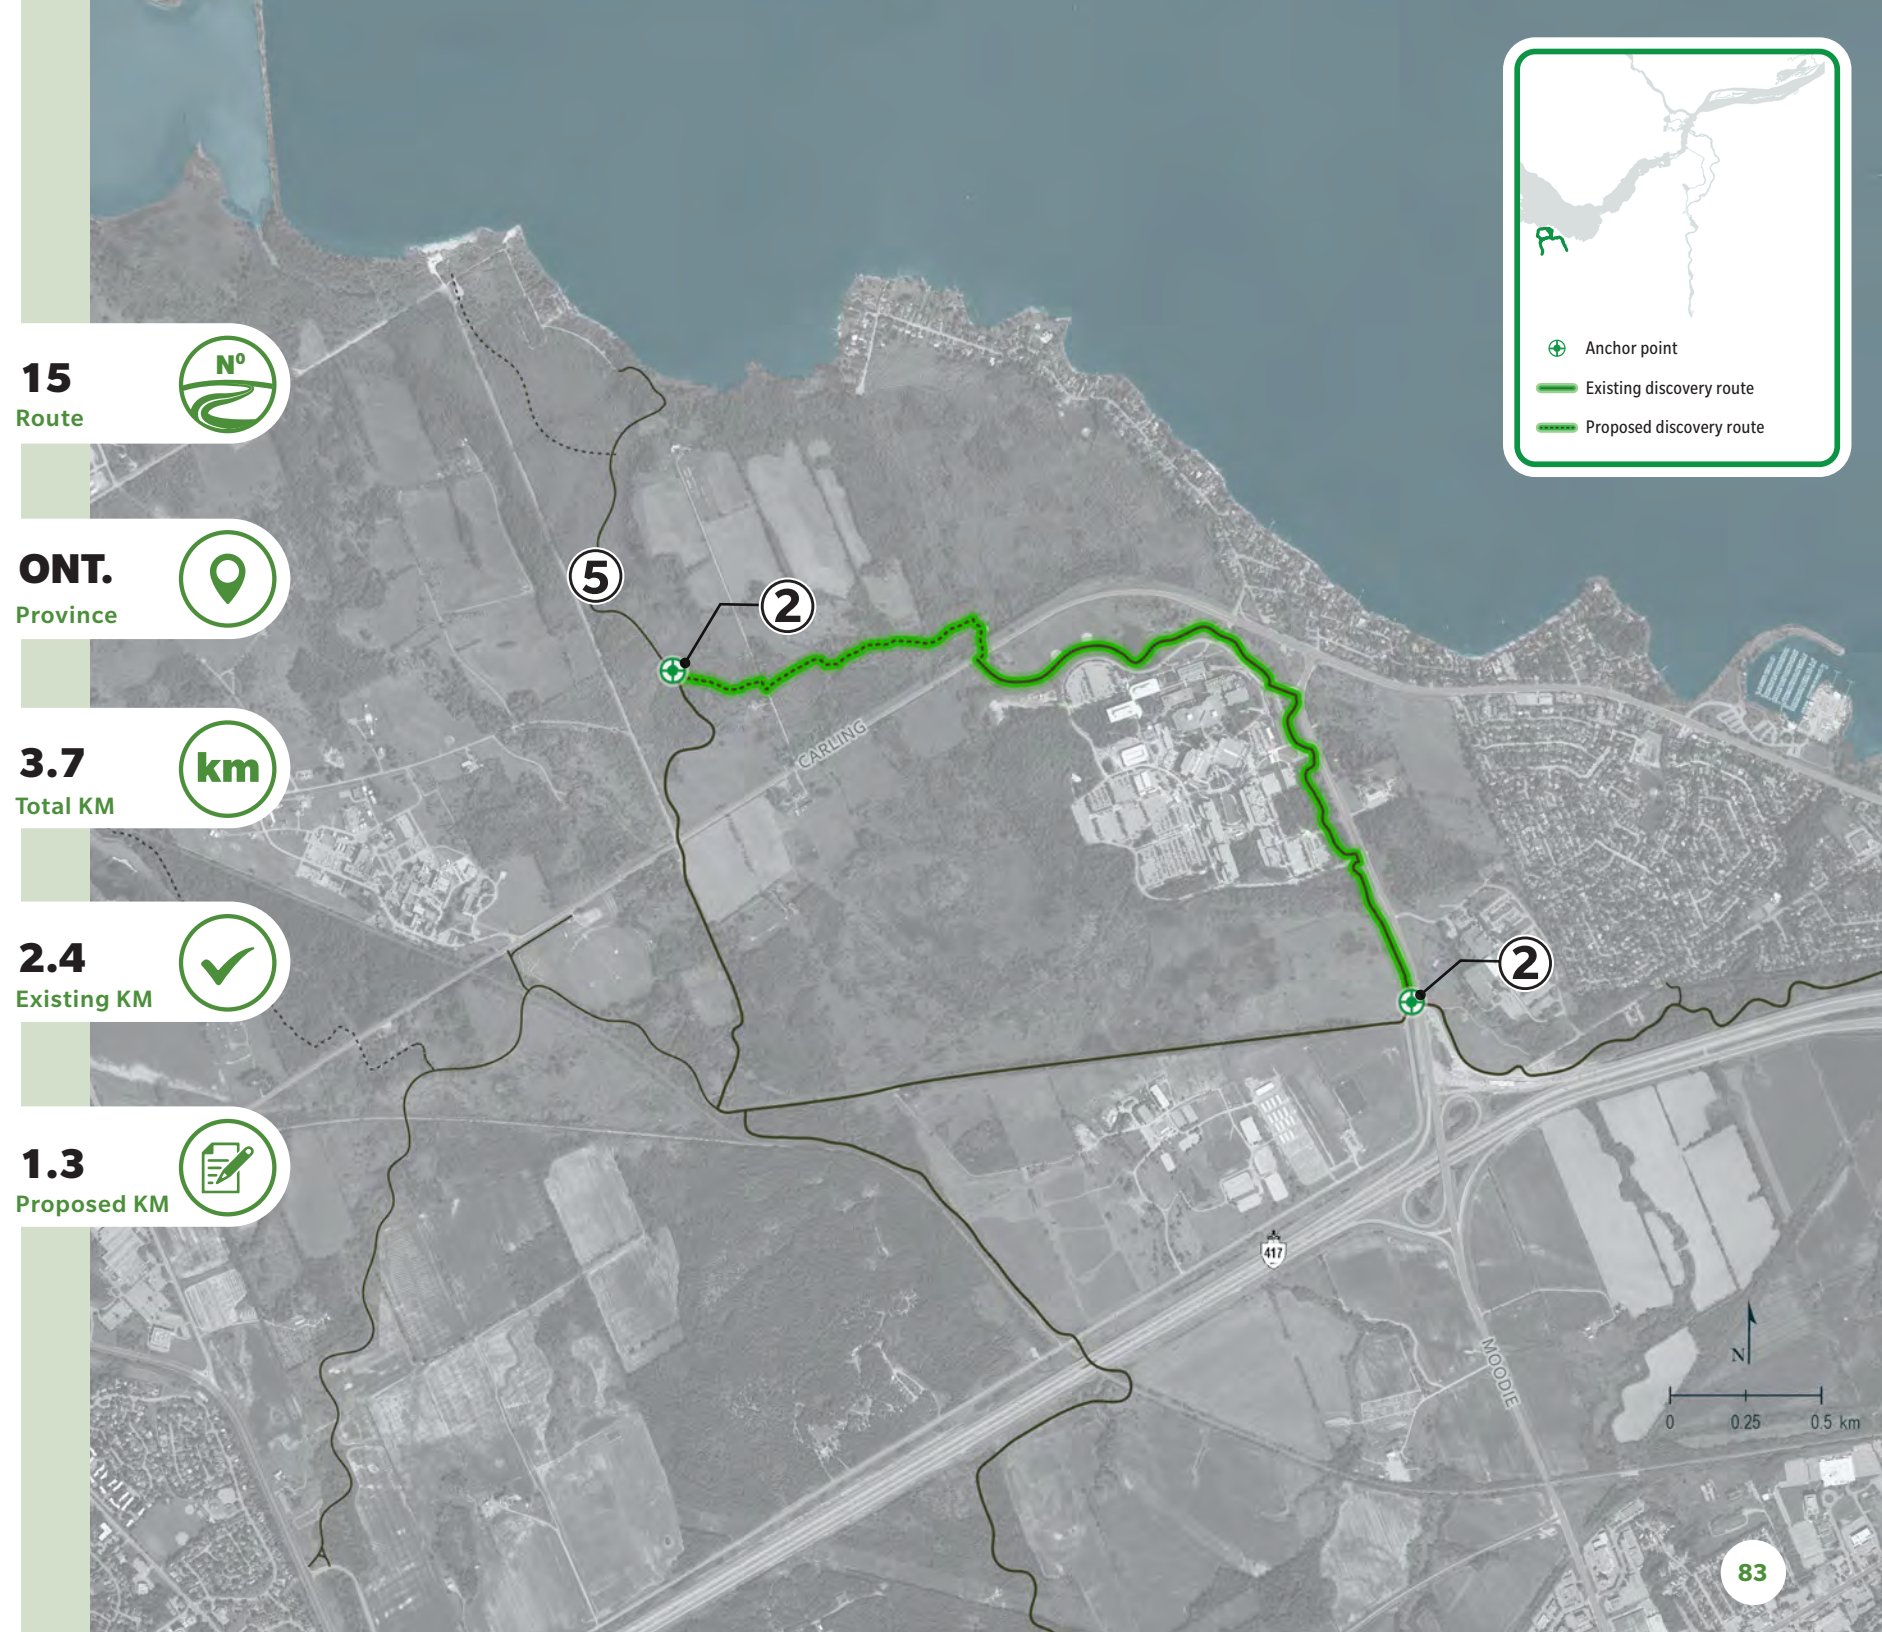 15
Route
Nº
ONT.
Province
3.7
Total KM
km
2.4
Existing KM
1.3
Proposed KM
Anchor point
Existing discovery route
Proposed discovery route
5
2
CARLING
2
417
MOODIE
N
0 0.25 0.5 km
83